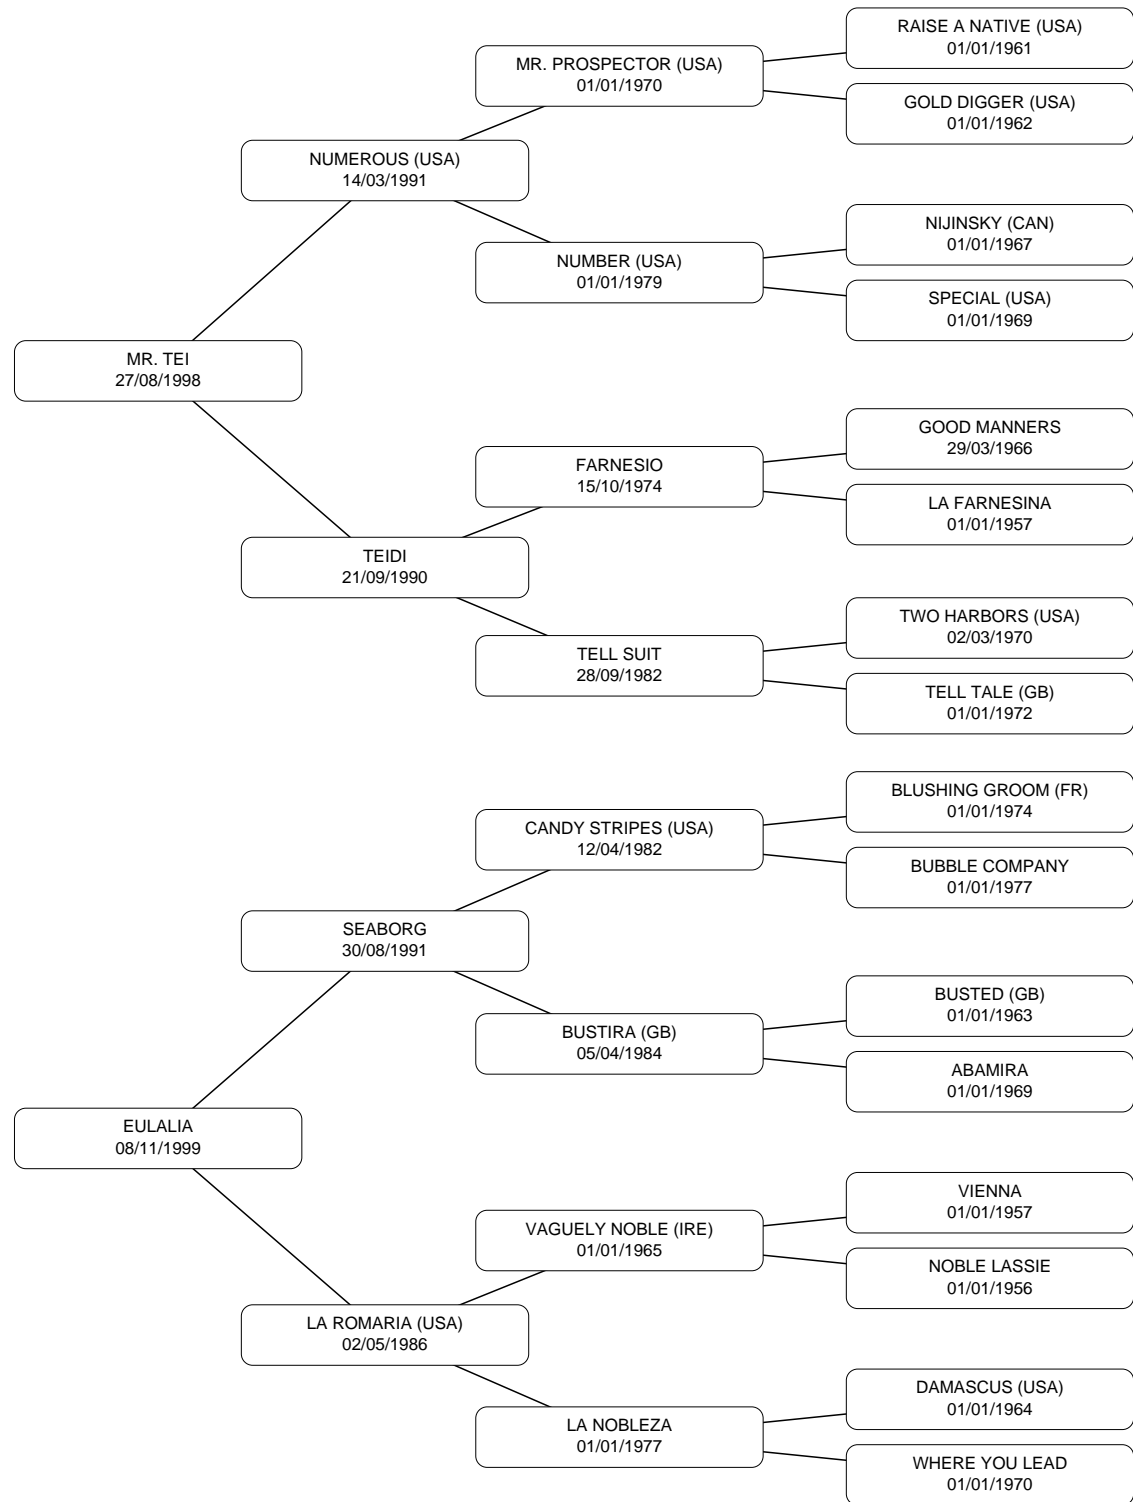 RAISE A NATIVE (USA)
01/01/1961
MR. PROSPECTOR (USA)
01/01/1970
GOLD DIGGER (USA)
01/01/1962
NUMEROUS (USA)
14/03/1991
NIJINSKY (CAN)
01/01/1967
NUMBER (USA)
01/01/1979
SPECIAL (USA)
01/01/1969
MR. TEI
27/08/1998
GOOD MANNERS
29/03/1966
FARNESIO
15/10/1974
LA FARNESINA
01/01/1957
TEIDI
21/09/1990
TWO HARBORS (USA)
02/03/1970
TELL SUIT
28/09/1982
TELL TALE (GB)
01/01/1972
BLUSHING GROOM (FR)
01/01/1974
CANDY STRIPES (USA)
12/04/1982
BUBBLE COMPANY
01/01/1977
SEABORG
30/08/1991
BUSTED (GB)
01/01/1963
BUSTIRA (GB)
05/04/1984
ABAMIRA
01/01/1969
EULALIA
08/11/1999
VIENNA
01/01/1957
VAGUELY NOBLE (IRE)
01/01/1965
NOBLE LASSIE
01/01/1956
LA ROMARIA (USA)
02/05/1986
DAMASCUS (USA)
01/01/1964
LA NOBLEZA
01/01/1977
WHERE YOU LEAD
01/01/1970